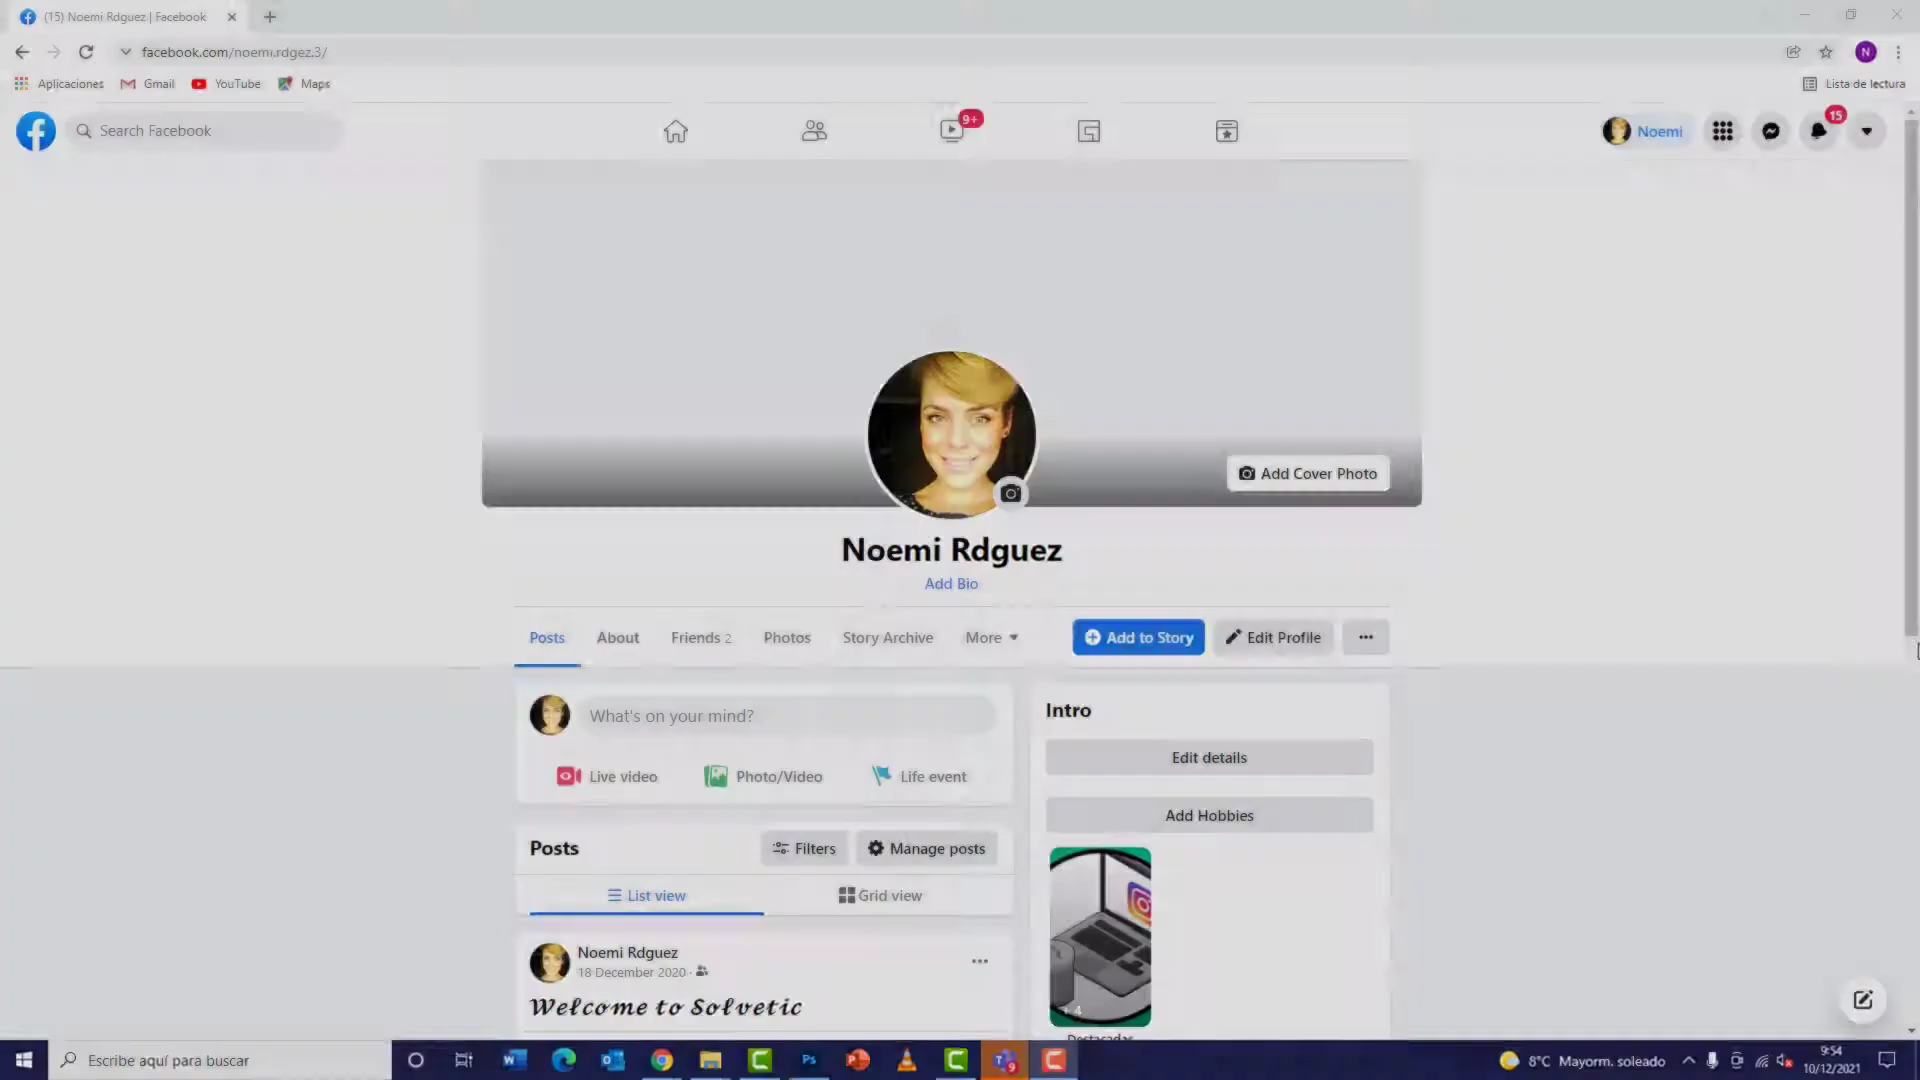 (15) Noemi Rdguez | Facebook
facebook.com/noemi.rdgez.3/
N
Aplicaciones
Gmail
YouTube
Maps
Lista de lectura
Search Facebook
9+
Noemi
15
Add Cover Photo
Noemi Rdguez
Add Bio
Posts
About
Friends 2
Photos
Story Archive
More
Add to Story
Edit Profile
What's on your mind?
Live video
Photo/Video
Life event
Intro
Edit details
Add Hobbies
Posts
Filters
Manage posts
List view
Grid view
Noemi Rdguez
18 December 2020 ·
Welcome to Solvetic
+ 4
Destacadas
Escribe aquí para buscar
8°C Mayorm. soleado
9:54
10/12/2021